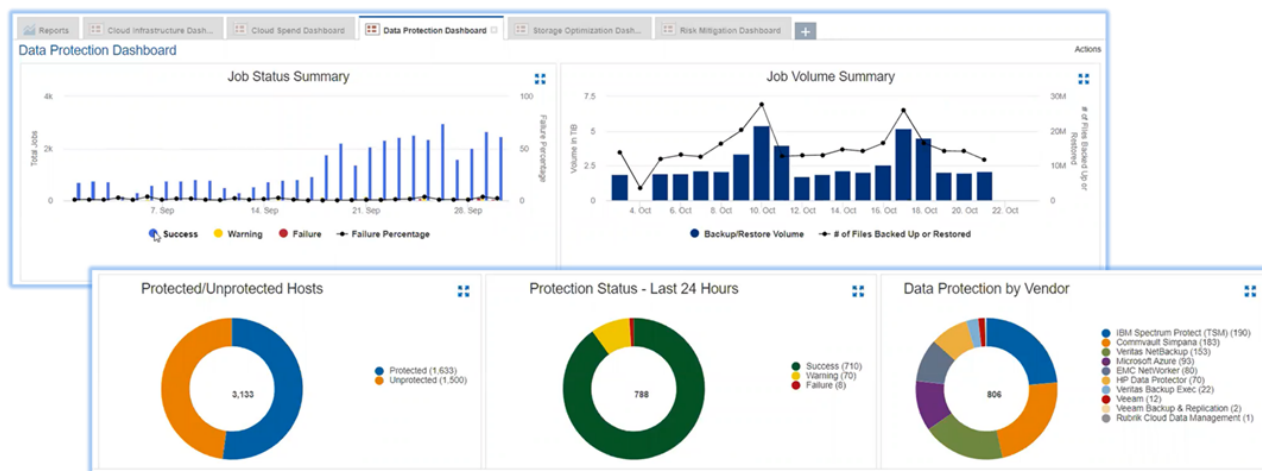 Reports
Cloud Infrastructure Dash...
Cloud Spend Dashboard
Data Protection Dashboard
Storage Optimization Dash...
Risk Mitigation Dashboard
+
Data Protection Dashboard
Actions
Job Status Summary
4k
2k
0
Total Jobs
100
50
0
Failure Percentage
7. Sep
14. Sep
21. Sep
28. Sep
Success
Warning
Failure
Failure Percentage
Job Volume Summary
7.5
5
2.5
0
Volume in TIB
30M
20M
10M
0
# of Files Backed Up or
Restored
4. Oct
6. Oct
8. Oct
10. Oct
12. Oct
14. Oct
16. Oct
18. Oct
20. Oct
22. Oct
Backup/Restore Volume
# of Files Backed Up or Restored
Protected/Unprotected Hosts
3,133
Protected (1,633)
Unprotected (1,500)
Protection Status - Last 24 Hours
788
Success (710)
Warning (70)
Failure (8)
Data Protection by Vendor
806
IBM Spectrum Protect (TSM) (190)
Commvault Simpana (183)
Veritas NetBackup (153)
Microsoft Azure (93)
EMC NetWorker (80)
HP Data Protector (70)
Veritas Backup Exec (22)
Veeam (12)
Veeam Backup & Replication (2)
Rubrik Cloud Data Management (1)